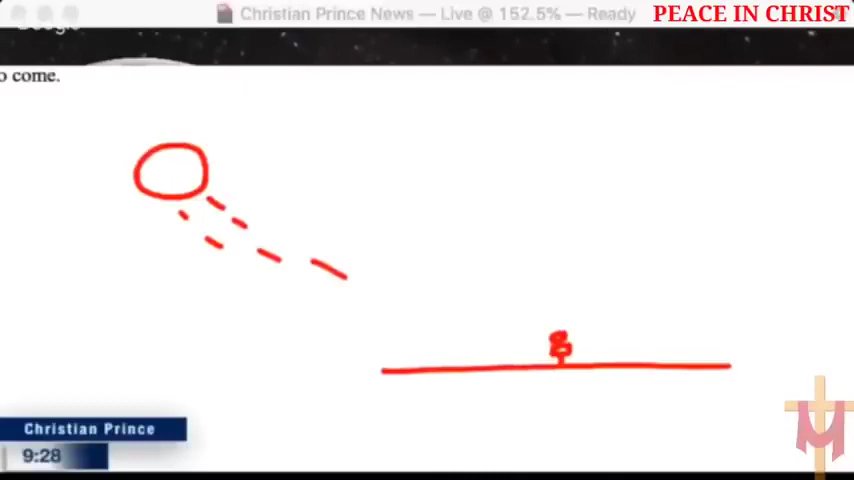 Christian Prince News — Live @ 152.5% — Ready
PEACE IN CHRIST
o come.
Christian Prince
9:28